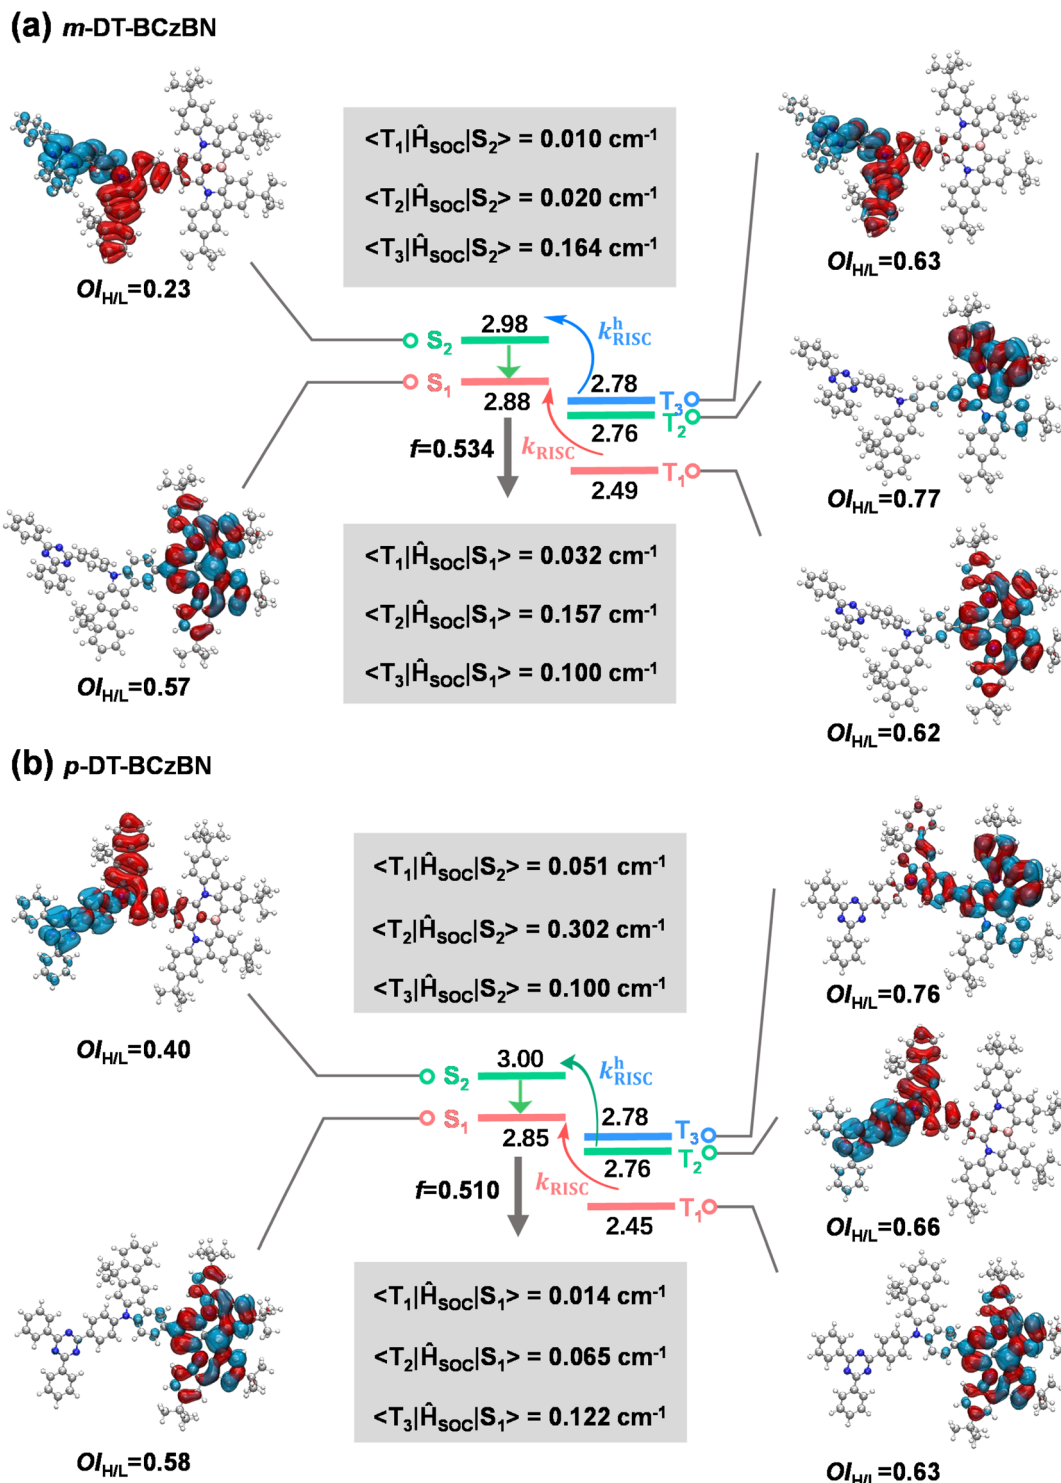 (a) m-DT-BCzBN
<T1|ĤSOC|S2> = 0.010 cm-1
<T2|ĤSOC|S2> = 0.020 cm-1
<T3|ĤSOC|S2> = 0.164 cm-1
OIH/L=0.23
OIH/L=0.63
S2 2.98
khRISC
S1
2.88
2.78
T3
T2
2.76
f=0.534
kRISC
T1
2.49
OIH/L=0.77
<T1|ĤSOC|S1> = 0.032 cm-1
<T2|ĤSOC|S1> = 0.157 cm-1
<T3|ĤSOC|S1> = 0.100 cm-1
OIH/L=0.57
OIH/L=0.62
(b) p-DT-BCzBN
<T1|ĤSOC|S2> = 0.051 cm-1
<T2|ĤSOC|S2> = 0.302 cm-1
<T3|ĤSOC|S2> = 0.100 cm-1
OIH/L=0.40
OIH/L=0.76
S2 3.00
khRISC
S1
2.85
2.78
T3
T2
2.76
f=0.510
kRISC
T1
2.45
OIH/L=0.66
<T1|ĤSOC|S1> = 0.014 cm-1
<T2|ĤSOC|S1> = 0.065 cm-1
<T3|ĤSOC|S1> = 0.122 cm-1
OIH/L=0.58
OIH/L=0.63